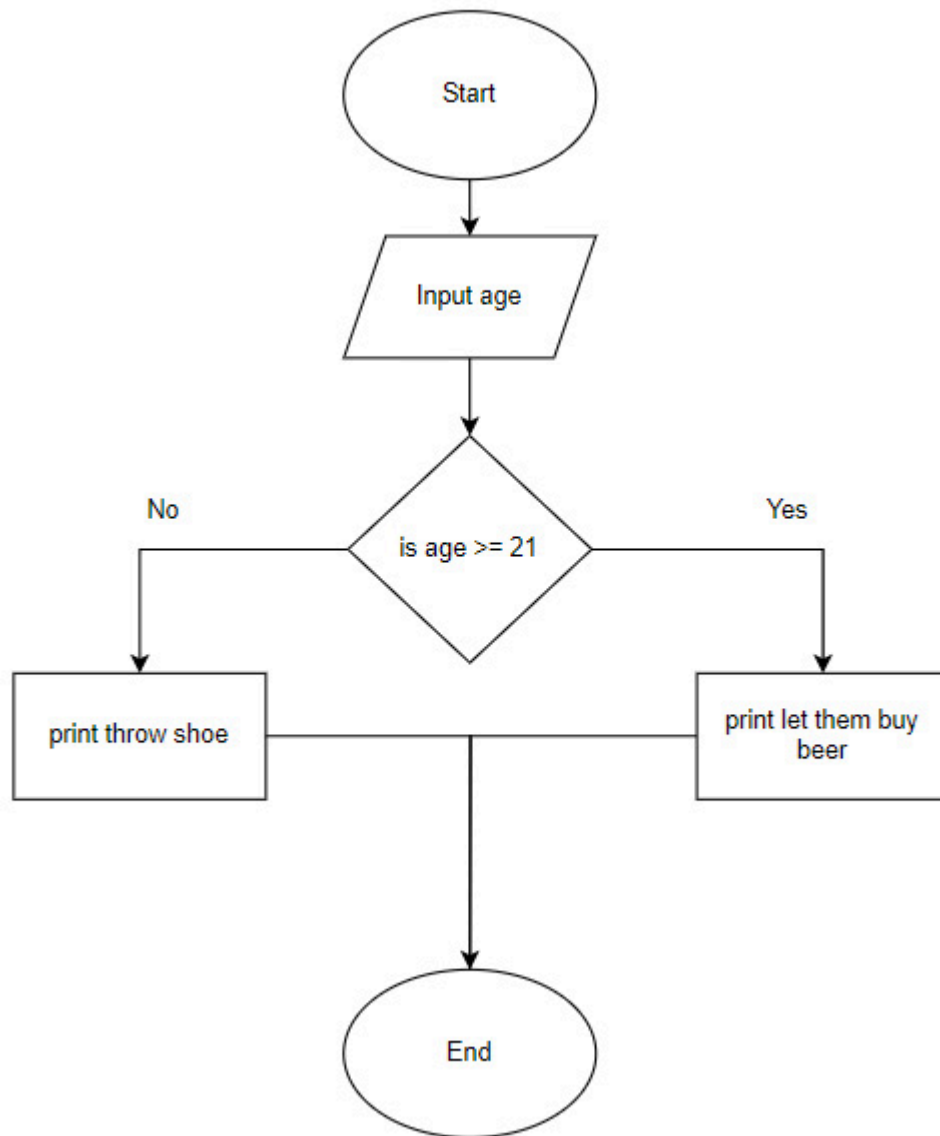 Start
Input age
No
Yes
is age >= 21
print throw shoe
print let them buy
beer
End